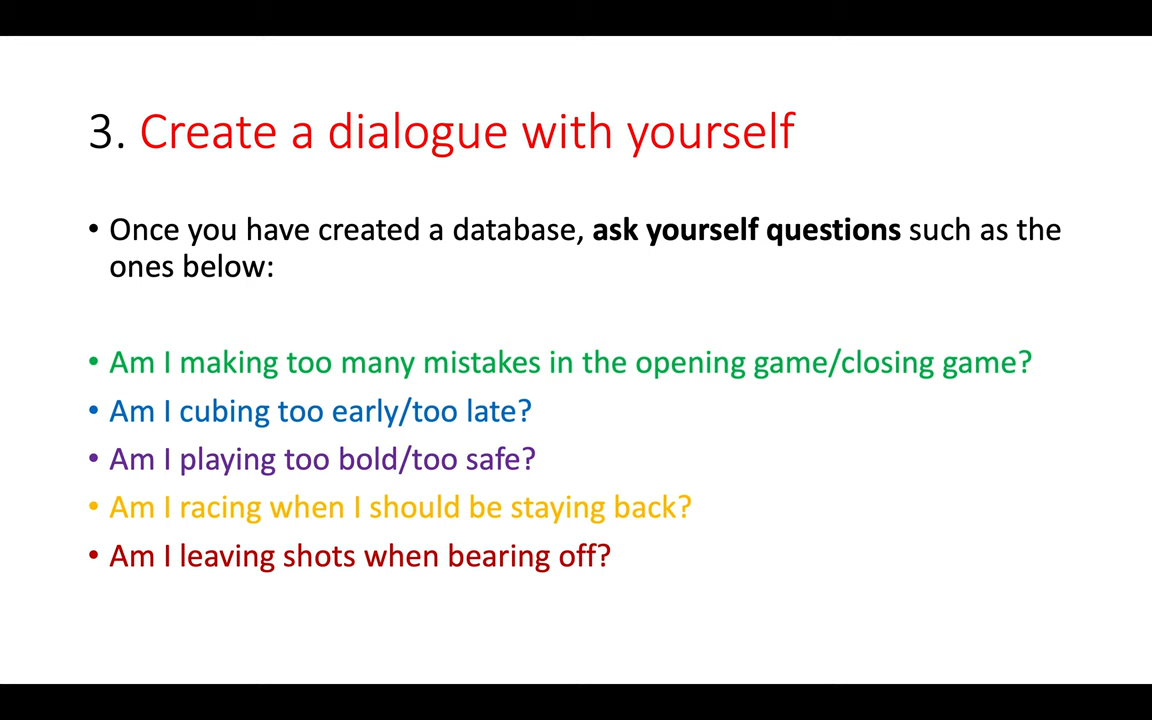 3. Create a dialogue with yourself
• Once you have created a database, ask yourself questions such as the
ones below:
• Am I making too many mistakes in the opening game/closing game?
• Am I cubing too early/too late?
• Am I playing too bold/too safe?
• Am I racing when I should be staying back?
• Am I leaving shots when bearing off?